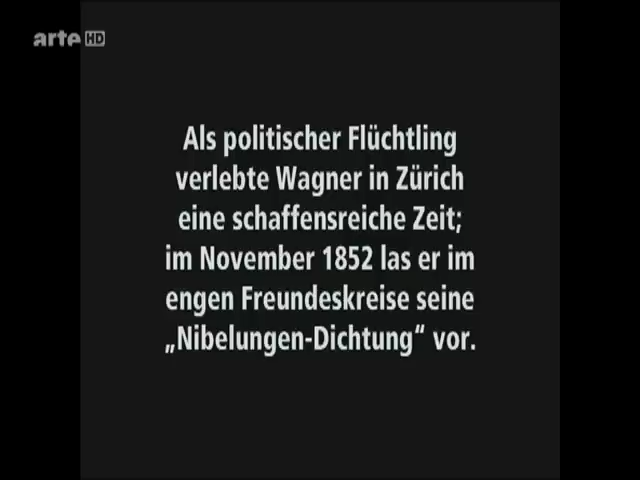 arte HD
Als politischer Flüchtling
verlebte Wagner in Zürich
eine schaffensreiche Zeit;
im November 1852 las er im
engen Freundeskreise seine
„Nibelungen-Dichtung“ vor.